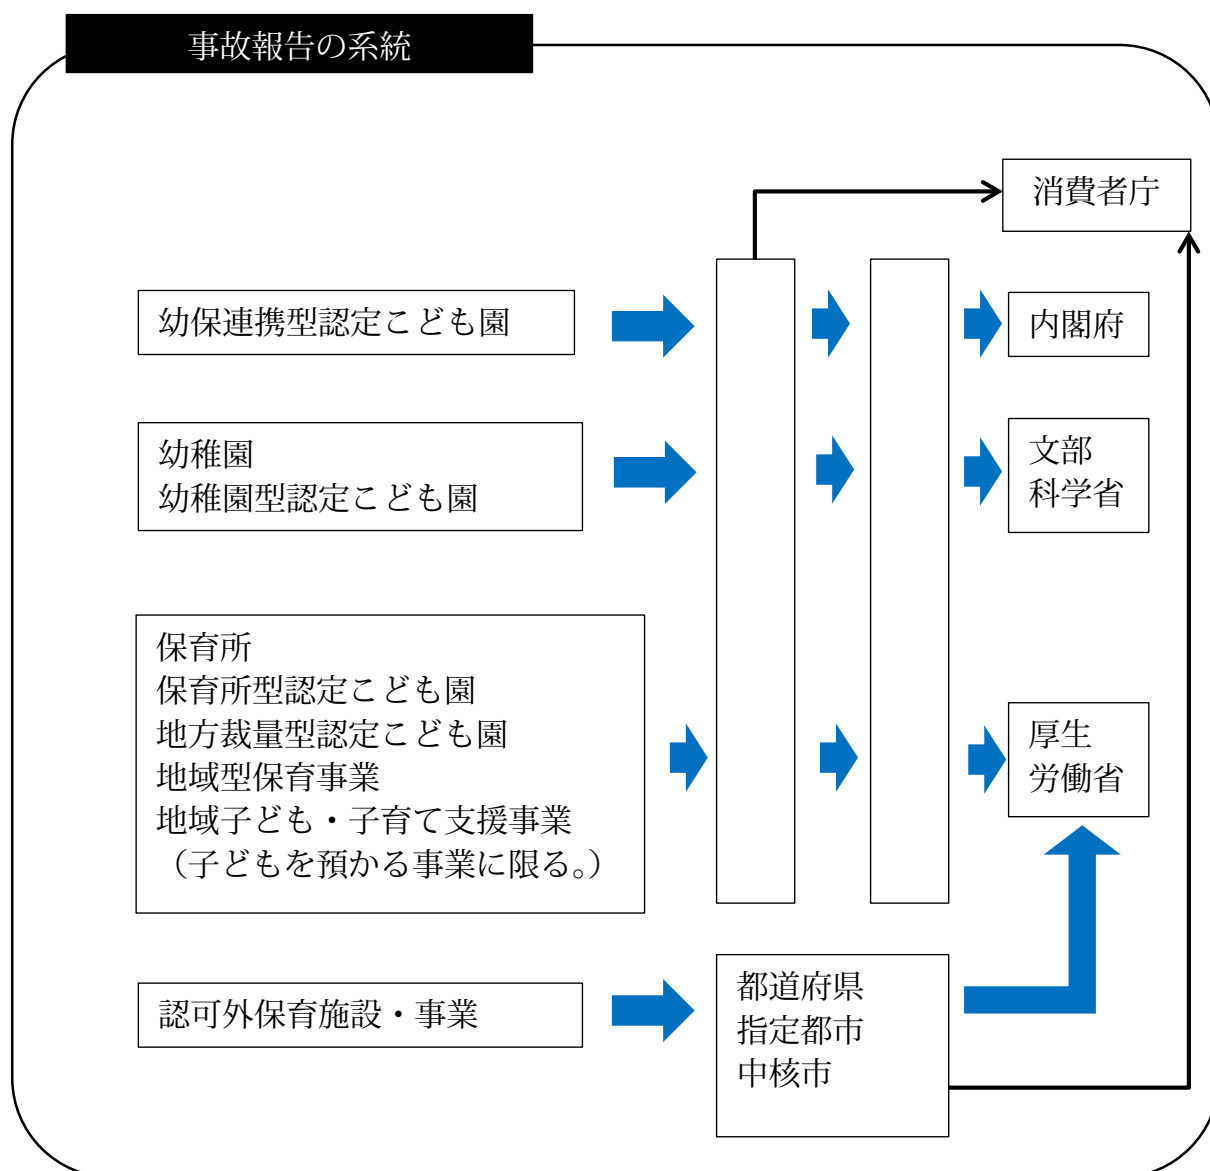 事故報告の系統
消費者庁
幼保連携型認定こども園
内閣府
幼稚園
幼稚園型認定こども園
文部
科学省
保育所
保育所型認定こども園
地方裁量型認定こども園
地域型保育事業
地域子ども・子育て支援事業
（子どもを預かる事業に限る。）
厚生
労働省
認可外保育施設・事業
都道府県
指定都市
中核市